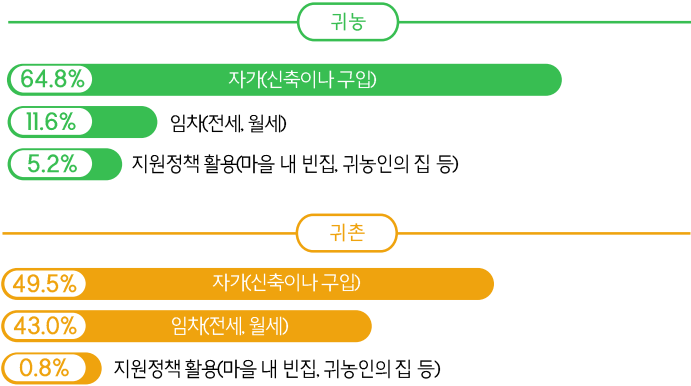 귀농
64.8% 자가(신축이나 구입)
11.6% 임차(전세, 월세)
5.2% 지원정책 활용(마을 내 빈집, 귀농인의 집 등)
귀촌
49.5% 자가(신축이나 구입)
43.0% 임차(전세, 월세)
0.8% 지원정책 활용(마을 내 빈집, 귀농인의 집 등)